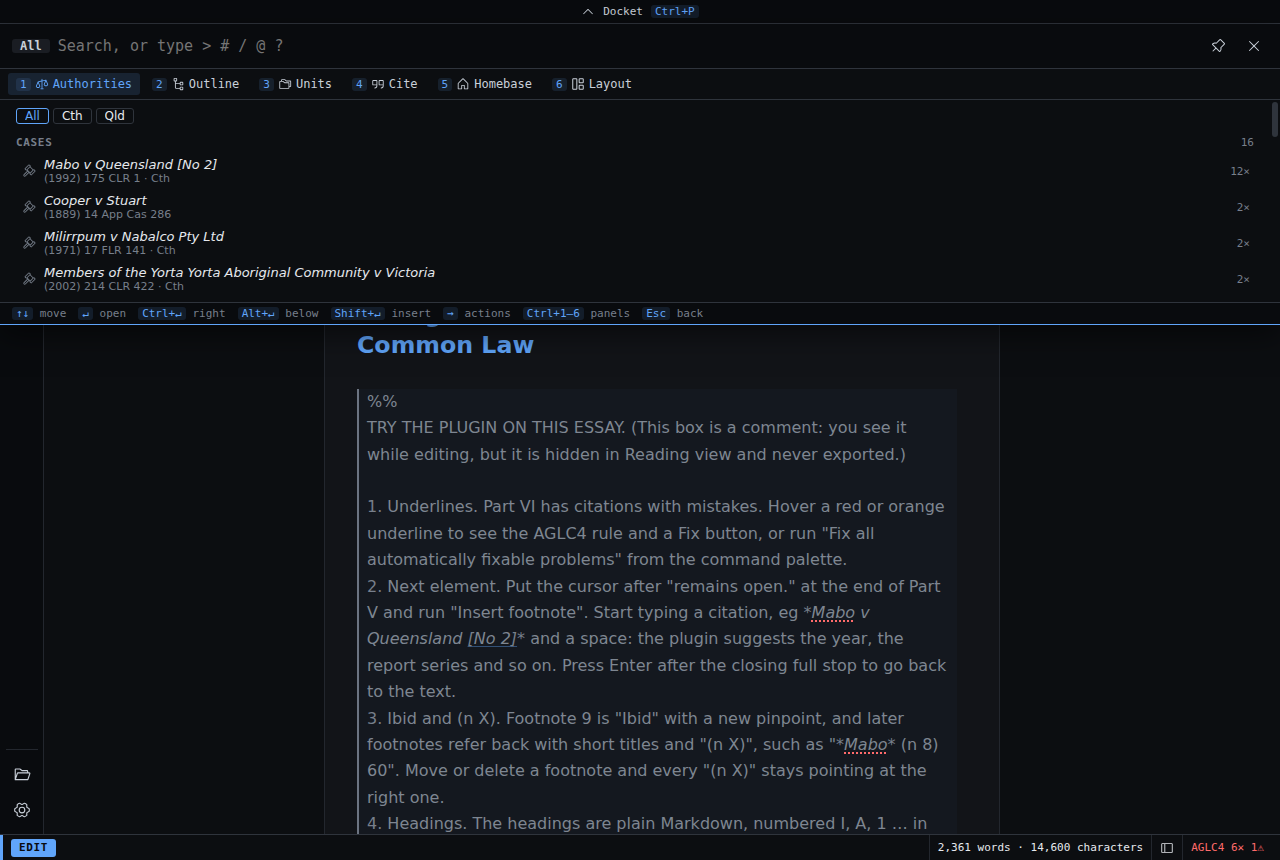 Docket Ctrl+P
All Search, or type > # / @ ?
1 Authorities 2 Outline 3 Units 4 Cite 5 Homebase 6 Layout
All Cth Qld
CASES 16
Mabo v Queensland [No 2]
(1992) 175 CLR 1 · Cth 12×
Cooper v Stuart
(1889) 14 App Cas 286 2×
Milirrpum v Nabalco Pty Ltd
(1971) 17 FLR 141 · Cth 2×
Members of the Yorta Yorta Aboriginal Community v Victoria
(2002) 214 CLR 422 · Cth 2×
↑↓ move ↵ open Ctrl+↵ right Alt+↵ below Shift+↵ insert → actions Ctrl+1–6 panels Esc back
Common Law
%%
TRY THE PLUGIN ON THIS ESSAY. (This box is a comment: you see it
while editing, but it is hidden in Reading view and never exported.)
1. Underlines. Part VI has citations with mistakes. Hover a red or orange
underline to see the AGLC4 rule and a Fix button, or run "Fix all
automatically fixable problems" from the command palette.
2. Next element. Put the cursor after "remains open." at the end of Part
V and run "Insert footnote". Start typing a citation, eg *Mabo v
Queensland [No 2]* and a space: the plugin suggests the year, the
report series and so on. Press Enter after the closing full stop to go back
to the text.
3. Ibid and (n X). Footnote 9 is "Ibid" with a new pinpoint, and later
footnotes refer back with short titles and "(n X)", such as "*Mabo* (n 8)
60". Move or delete a footnote and every "(n X)" stays pointing at the
right one.
4. Headings. The headings are plain Markdown, numbered I, A, 1 … in
EDIT 2,361 words · 14,600 characters AGLC4 6× 1⚠